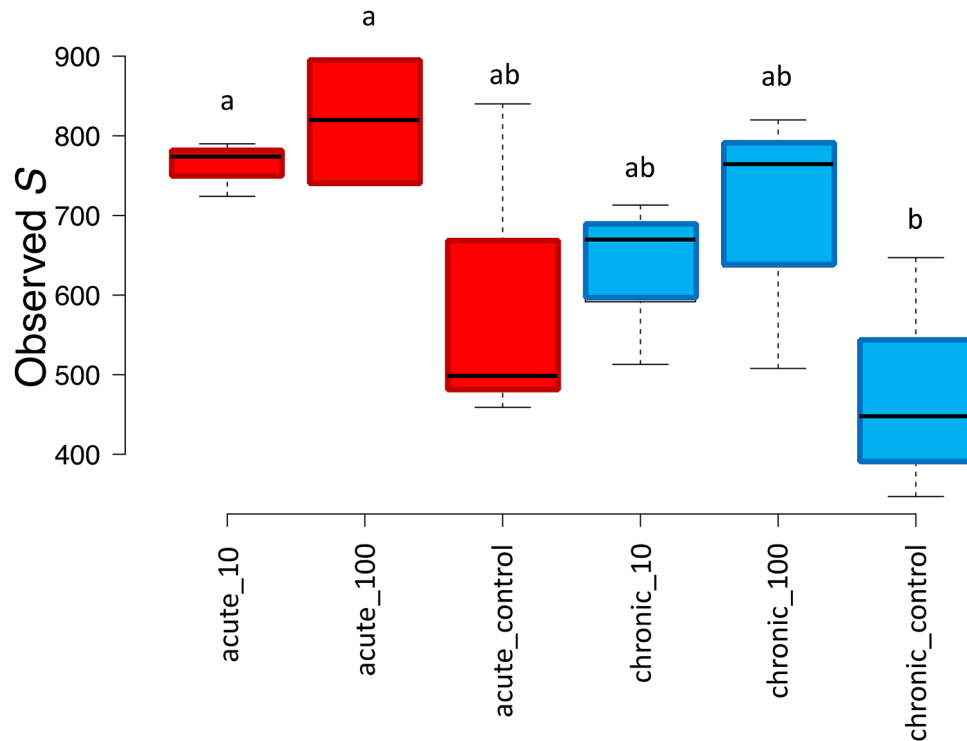 a
a
ab
ab
ab
b
Observed S
900
800
700
600
500
400
acute_10
acute_100
acute_control
chronic_10
chronic_100
chronic_control